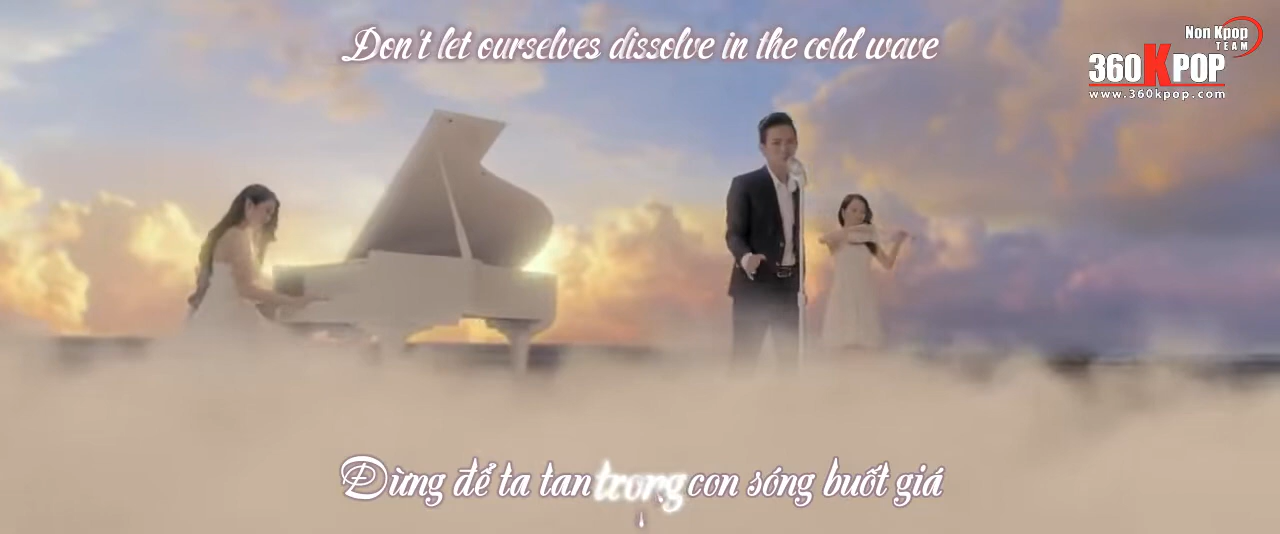 Don't let ourselves dissolve in the cold wave
Non Kpop
TEAM
360KPOP
www.360kpop.com
Đừng để ta tan trong con sóng buốt giá